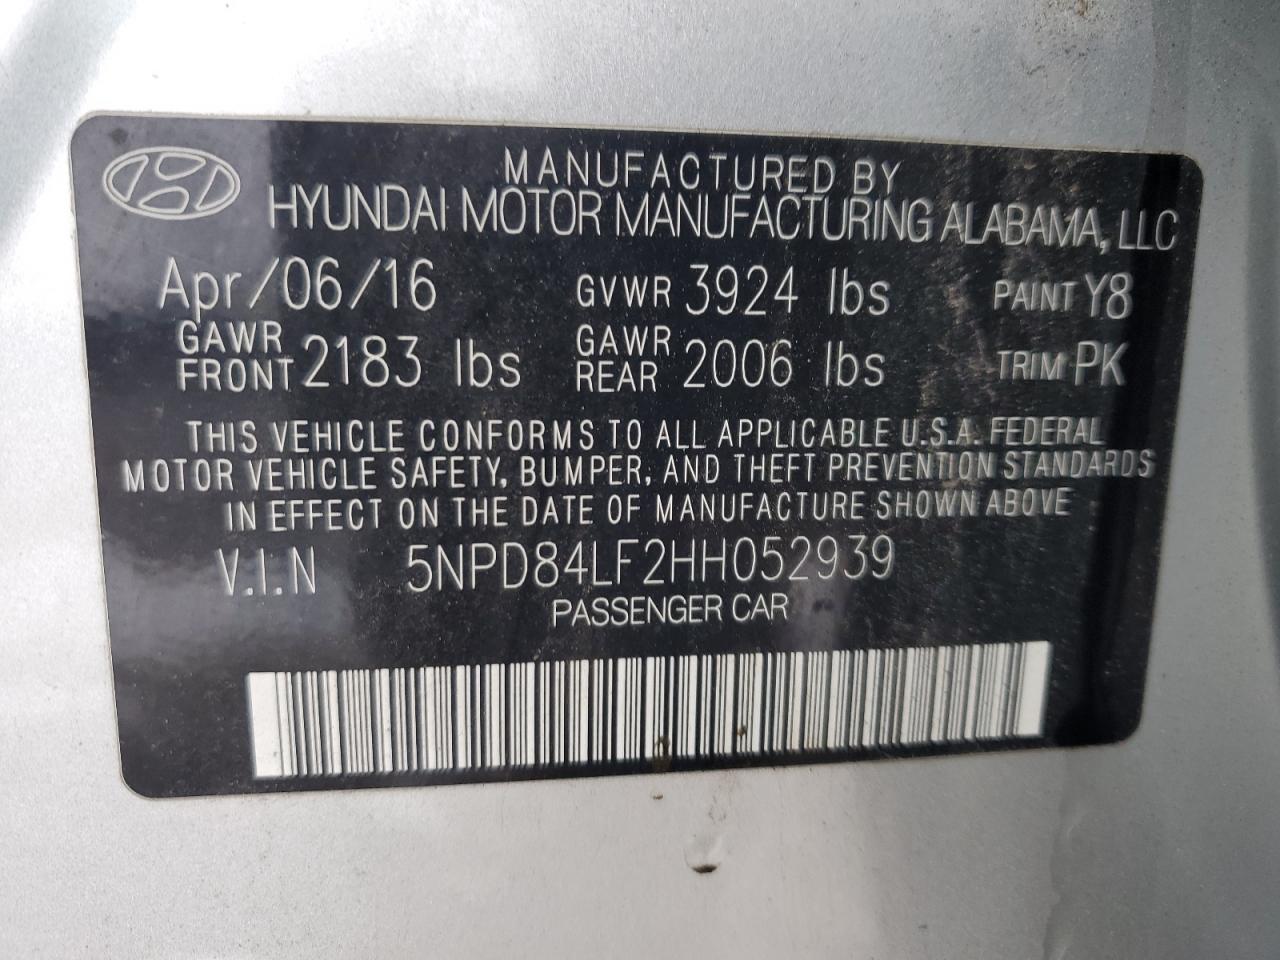 MANUFACTURED BY
HYUNDAI MOTOR MANUFACTURING ALABAMA, LLC
Apr/06/16 GVWR 3924 lbs PAINT Y8
GAWR FRONT 2183 lbs GAWR REAR 2006 lbs TRIM PK
THIS VEHICLE CONFORMS TO ALL APPLICABLE U.S.A. FEDERAL
MOTOR VEHICLE SAFETY, BUMPER, AND THEFT PREVENTION STANDARDS
IN EFFECT ON THE DATE OF MANUFACTURE SHOWN ABOVE
V.I.N 5NPD84LF2HH052939
PASSENGER CAR